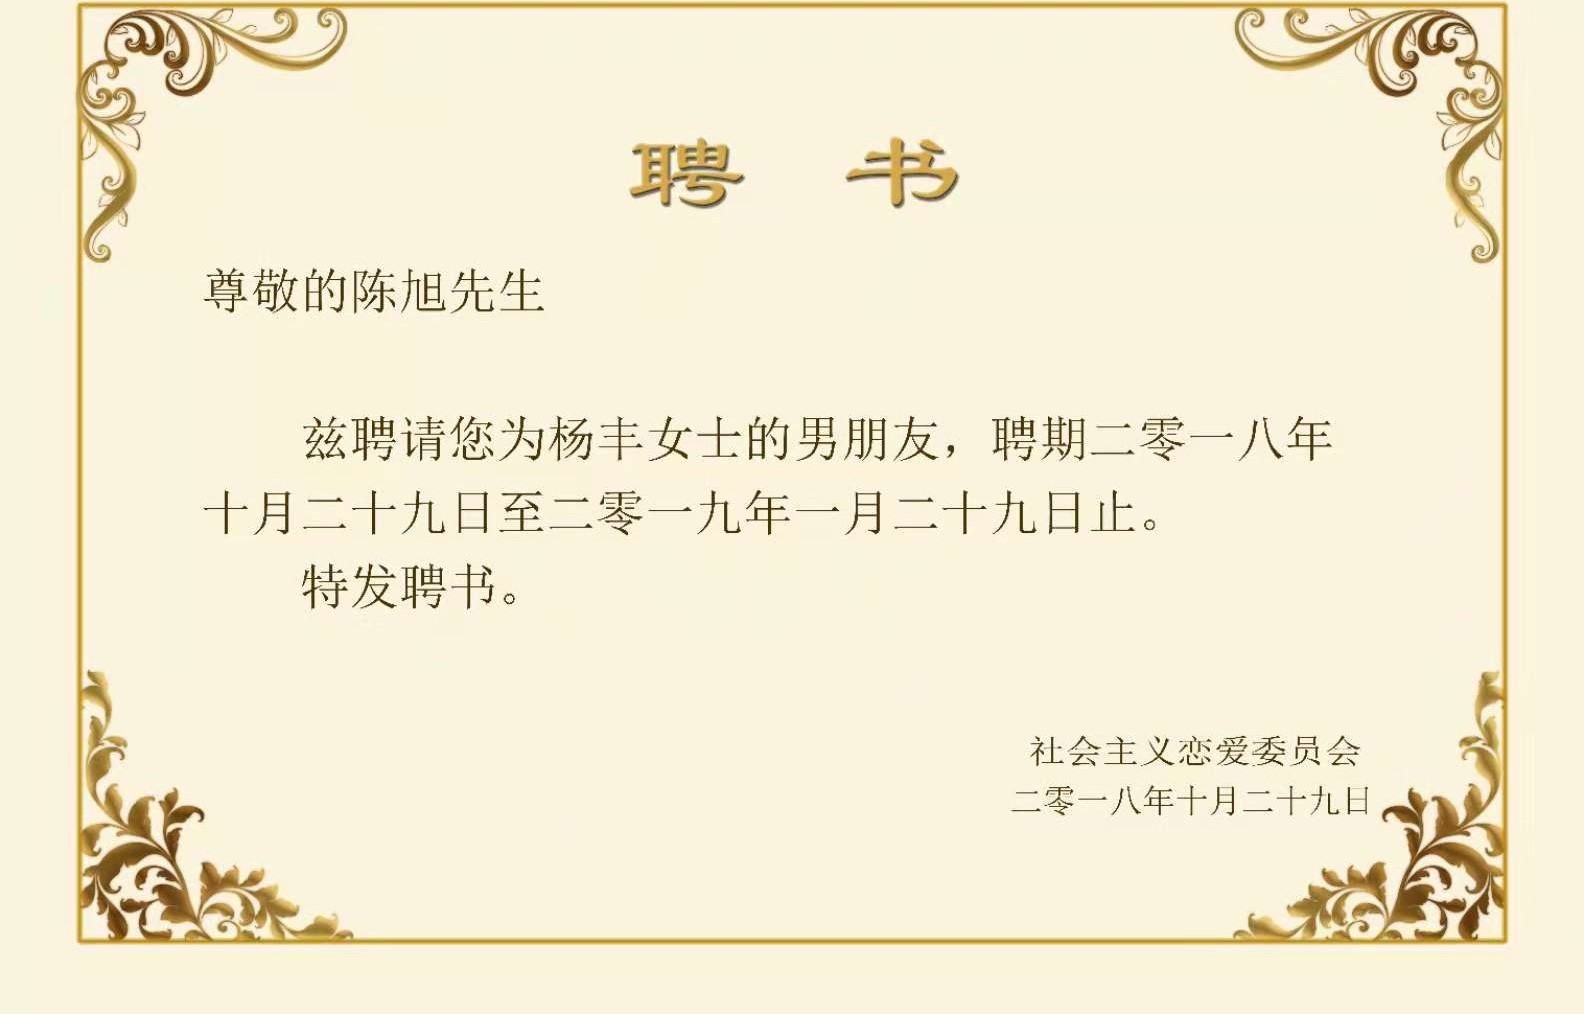 聘 书
尊敬的陈旭先生
兹聘请您为杨丰女士的男朋友，聘期二零一八年
十月二十九日至二零一九年一月二十九日止。
特发聘书。
社会主义恋爱委员会
二零一八年十月二十九日